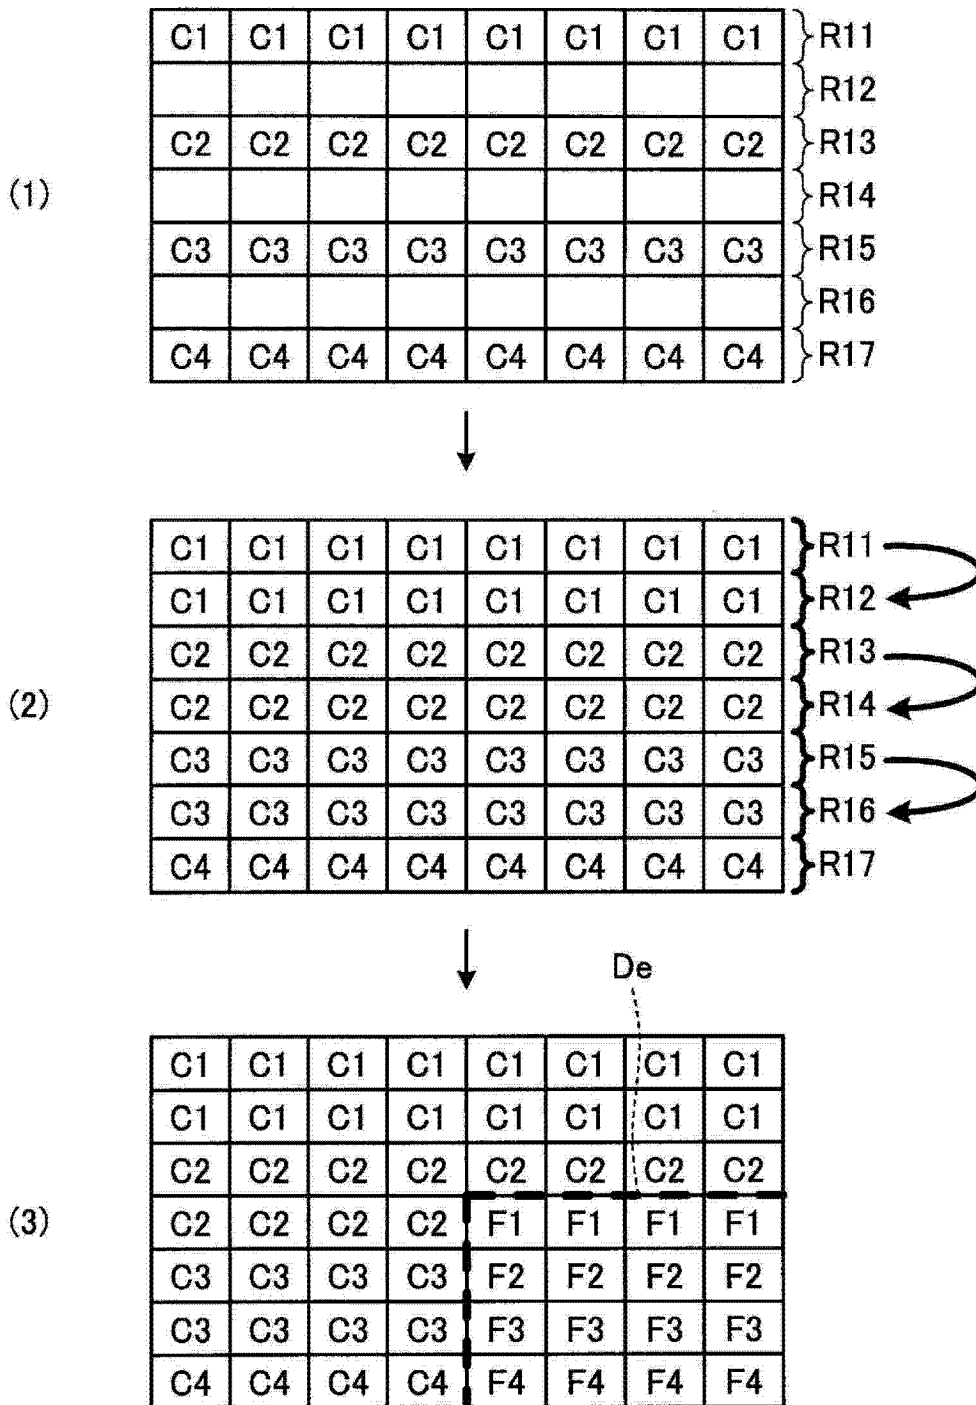 C1 C1 C1 C1 C1 C1 C1 C1 R11
R12
C2 C2 C2 C2 C2 C2 C2 C2 R13
(1) R14
C3 C3 C3 C3 C3 C3 C3 C3 R15
R16
C4 C4 C4 C4 C4 C4 C4 C4 R17
C1 C1 C1 C1 C1 C1 C1 C1 R11
C1 C1 C1 C1 C1 C1 C1 C1 R12
C2 C2 C2 C2 C2 C2 C2 C2 R13
(2) C2 C2 C2 C2 C2 C2 C2 C2 R14
C3 C3 C3 C3 C3 C3 C3 C3 R15
C3 C3 C3 C3 C3 C3 C3 C3 R16
C4 C4 C4 C4 C4 C4 C4 C4 R17
De
C1 C1 C1 C1 C1 C1 C1 C1
C1 C1 C1 C1 C1 C1 C1 C1
C2 C2 C2 C2 C2 C2 C2 C2
(3) C2 C2 C2 C2 F1 F1 F1 F1
C3 C3 C3 C3 F2 F2 F2 F2
C3 C3 C3 C3 F3 F3 F3 F3
C4 C4 C4 C4 F4 F4 F4 F4